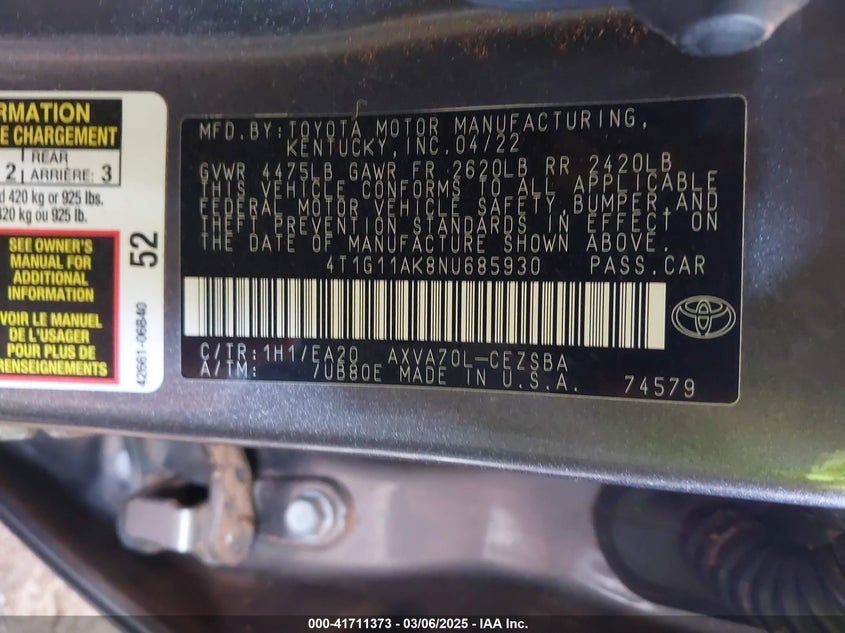 RMATION
E CHARGEMENT
2 REAR ARRIÈRE: 3
d 420 kg or 925 lbs.
420 kg ou 925 lb.
SEE OWNER'S
MANUAL FOR
ADDITIONAL
INFORMATION
VOIR LE MANUEL
DE L'USAGER
POUR PLUS DE
RENSEIGNEMENTS
52
42661-06B40
MFD.BY:TOYOTA MOTOR MANUFACTURING,
KENTUCKY, INC.04/22
GVWR 4475LB GAWR FR 2620LB RR 2420LB
THIS VEHICLE CONFORMS TO ALL APPLICABLE
FEDERAL MOTOR VEHICLE SAFETY,BUMPER,AND
THEFT PREVENTION STANDARDS IN EFFECT ON
THE DATE OF MANUFACTURE SHOWN ABOVE.
4T1G11AK8NU685930 PASS.CAR
C/TR:1H1/EA20 AXVA70L-CEZSBA
A/TM: 7UB80E MADE IN U.S.A. 74579
000-41711373 - 03/06/2025 - IAA Inc.